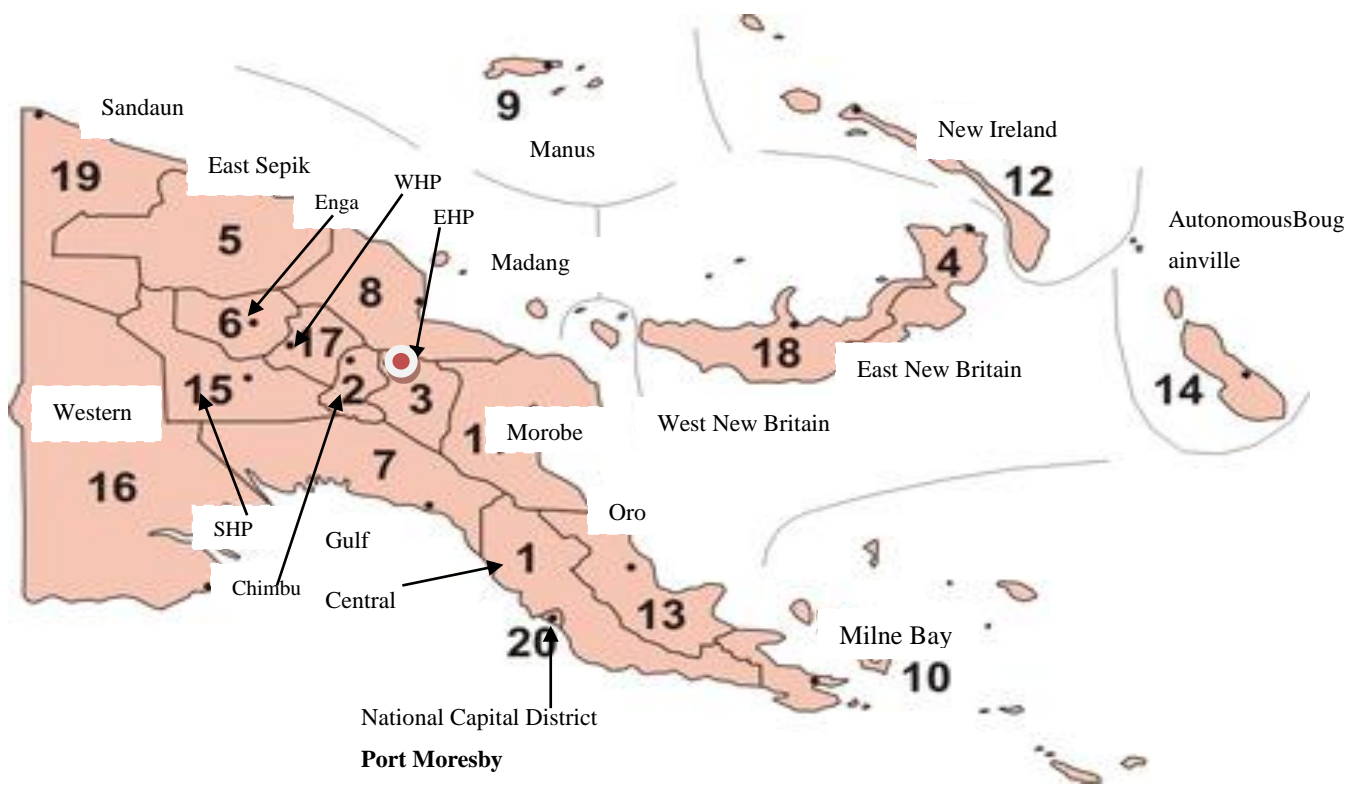 9
Sandaun
New Ireland
Manus
East Sepik
19
WHP
12
Enga
EHP
AutonomousBoug
ainville
5
Madang
4
8
6
17
18
East New Britain
15
2
3
14
Western
West New Britain
1
Morobe
7
16
Oro
SHP
Gulf
1
Chimbu
Central
13
20
Milne Bay
10
National Capital District
Port Moresby